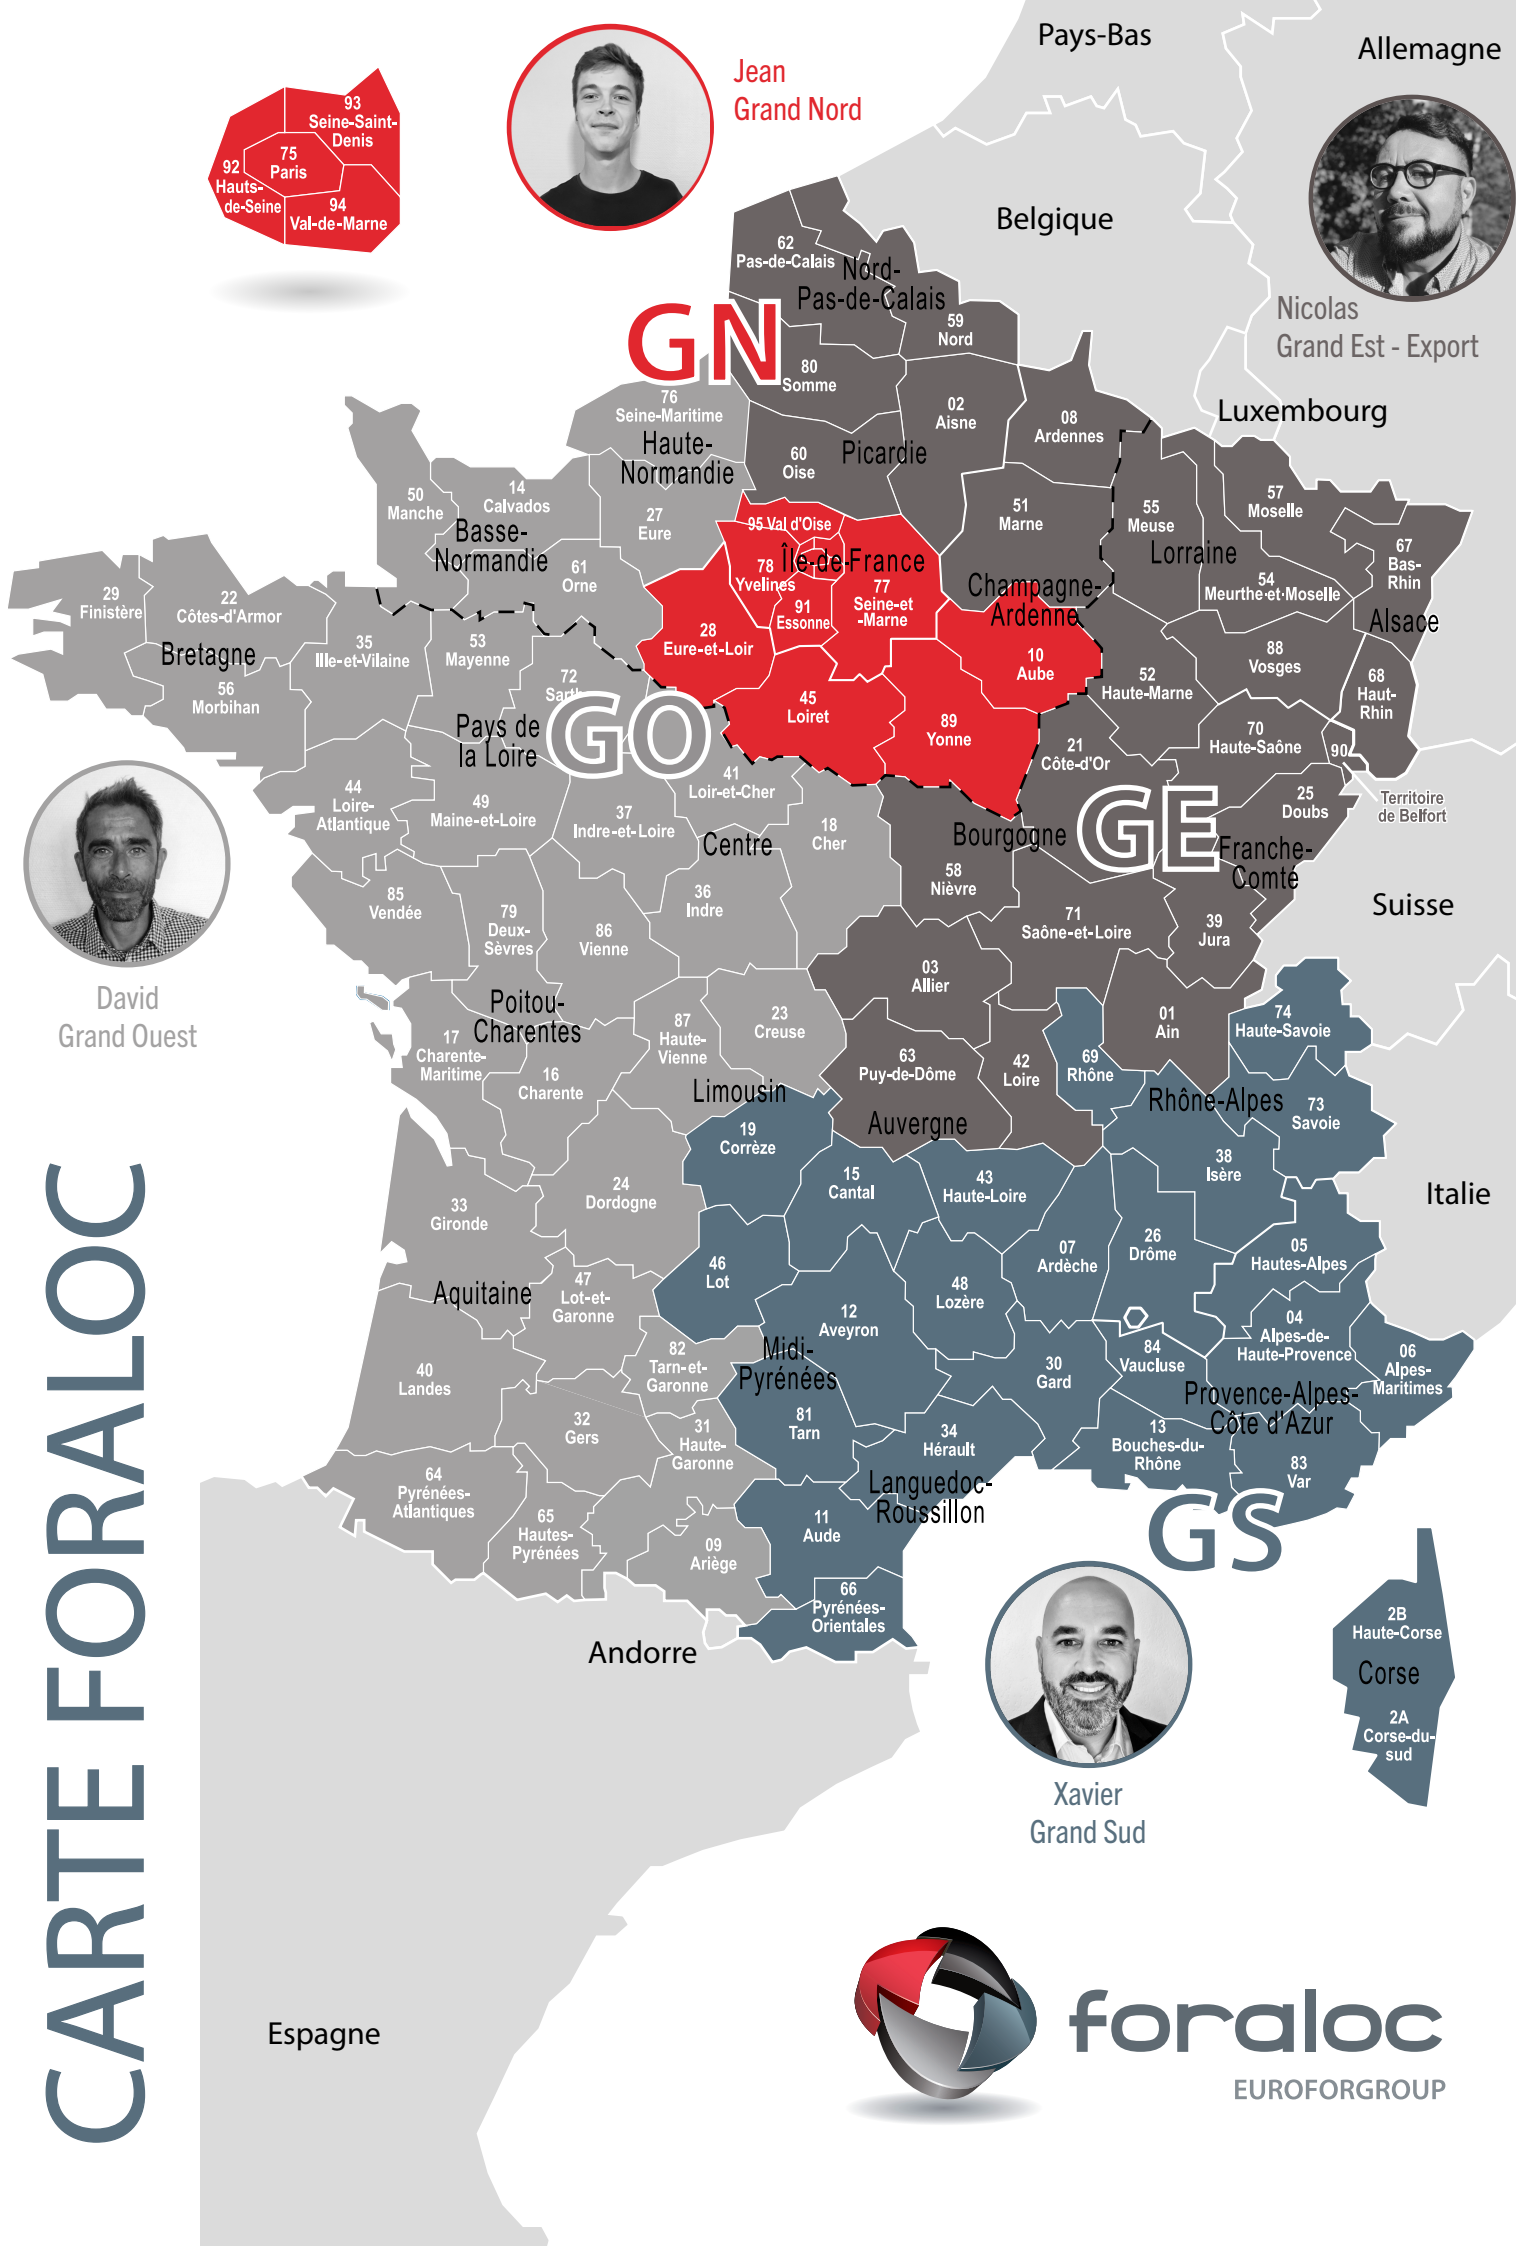 Pays-Bas
Allemagne
Jean
Grand Nord
93
Seine-Saint-
Denis
75
Paris
92
Hauts-
de-Seine
94
Val-de-Marne
Belgique
62
Pas-de-Calais
Nord-
Pas-de-Calais
59
Nord
Nicolas
Grand Est - Export
GN
80
Somme
76
Seine-Maritime
02
Aisne
08
Ardennes
Luxembourg
Haute-
Normandie
60
Oise
Picardie
50
Manche
14
Calvados
27
Eure
51
Marne
55
Meuse
57
Moselle
Basse-
Normandie
95 Val d'Oise
Île-de-France
Lorraine
67
Bas-
Rhin
61
Orne
78
Yvelines
77
Seine-et
-Marne
91
Essonne
Champagne-
Ardenne
54
Meurthe-et-Moselle
Alsace
29
Finistère
22
Côtes-d'Armor
Bretagne
35
Ille-et-Vilaine
53
Mayenne
28
Eure-et-Loir
10
Aube
52
Haute-Marne
88
Vosges
68
Haut-
Rhin
56
Morbihan
72
Sarth
45
Loiret
89
Yonne
Pays de
la Loire
GO
21
Côte-d'Or
70
Haute-Saône
90
Territoire
de Belfort
44
Loire-
Atlantique
49
Maine-et-Loire
37
Indre-et-Loire
41
Loir-et-Cher
18
Cher
Centre
Bourgogne
GE
25
Doubs
Franche-
Comté
58
Nièvre
85
Vendée
79
Deux-
Sèvres
86
Vienne
36
Indre
71
Saône-et-Loire
39
Jura
Suisse
David
Grand Ouest
03
Allier
Poitou-
Charentes
17
Charente-
Maritime
16
Charente
87
Haute-
Vienne
23
Creuse
Limousin
63
Puy-de-Dôme
Auvergne
42
Loire
69
Rhône
01
Ain
74
Haute-Savoie
Rhône-Alpes
73
Savoie
19
Corrèze
15
Cantal
43
Haute-Loire
38
Isère
Italie
33
Gironde
24
Dordogne
46
Lot
48
Lozère
07
Ardèche
26
Drôme
05
Hautes-Alpes
Aquitaine
47
Lot-et-
Garonne
12
Aveyron
Midi-
Pyrénées
04
Alpes-de-
Haute-Provence
06
Alpes-
Maritimes
82
Tarn-et-
Garonne
30
Gard
84
Vaucluse
Provence-Alpes-
Côte d'Azur
40
Landes
32
Gers
31
Haute-
Garonne
81
Tarn
34
Hérault
13
Bouches-du-
Rhône
83
Var
64
Pyrénées-
Atlantiques
65
Hautes-
Pyrénées
09
Ariège
11
Aude
Languedoc-
Roussillon
GS
66
Pyrénées-
Orientales
Andorre
2B
Haute-Corse
Corse
2A
Corse-du-
sud
Xavier
Grand Sud
CARTE FORALOC
Espagne
foraloc
EUROFORGROUP